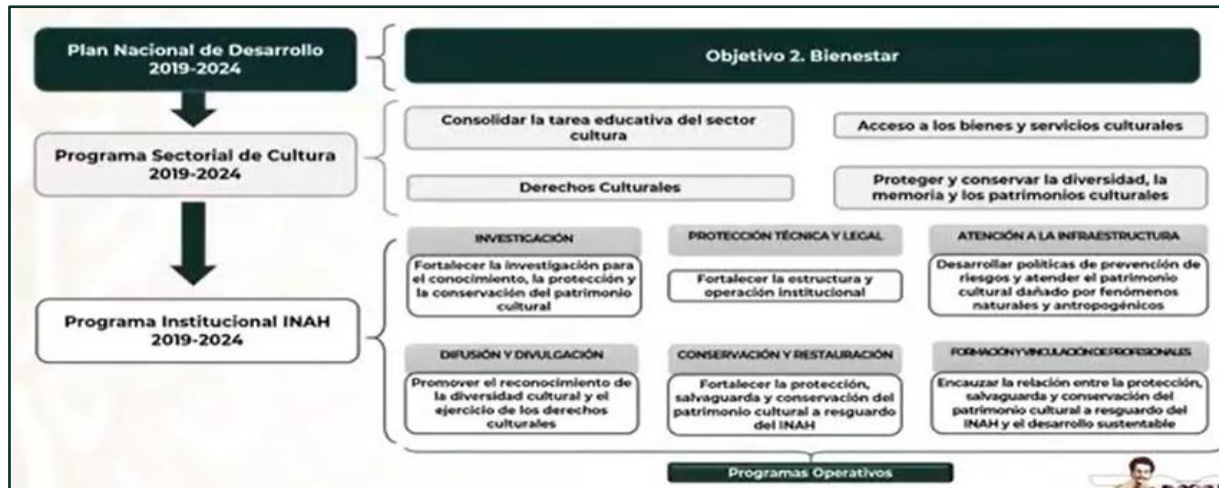 Plan Nacional de Desarrollo
2019-2024
Objetivo 2. Bienestar
Programa Sectorial de Cultura
2019-2024
Consolidar la tarea educativa del sector
cultura
Acceso a los bienes y servicios culturales
Derechos Culturales
Proteger y conservar la diversidad, la
memoria y los patrimonios culturales
Programa Institucional INAH
2019-2024
INVESTIGACIÓN
Fortalecer la investigación para
el conocimiento, la protección y
la conservación del patrimonio
cultural
PROTECCIÓN TÉCNICA Y LEGAL
Fortalecer la estructura y
operación institucional
ATENCIÓN A LA INFRAESTRUCTURA
Desarrollar políticas de prevención de
riesgos y atender el patrimonio
cultural dañado por fenómenos
naturales y antropogénicos
DIFUSIÓN Y DIVULGACIÓN
Promover el reconocimiento de
la diversidad cultural y el
ejercicio de los derechos
culturales
CONSERVACIÓN Y RESTAURACIÓN
Fortalecer la protección,
salvaguarda y conservación del
patrimonio cultural a resguardo
del INAH
FORMACIÓN Y VINCULACIÓN DE PROFESIONALES
Encauzar la relación entre la protección,
salvaguarda y conservación del
patrimonio cultural a resguardo del
INAH y el desarrollo sustentable
Programas Operativos